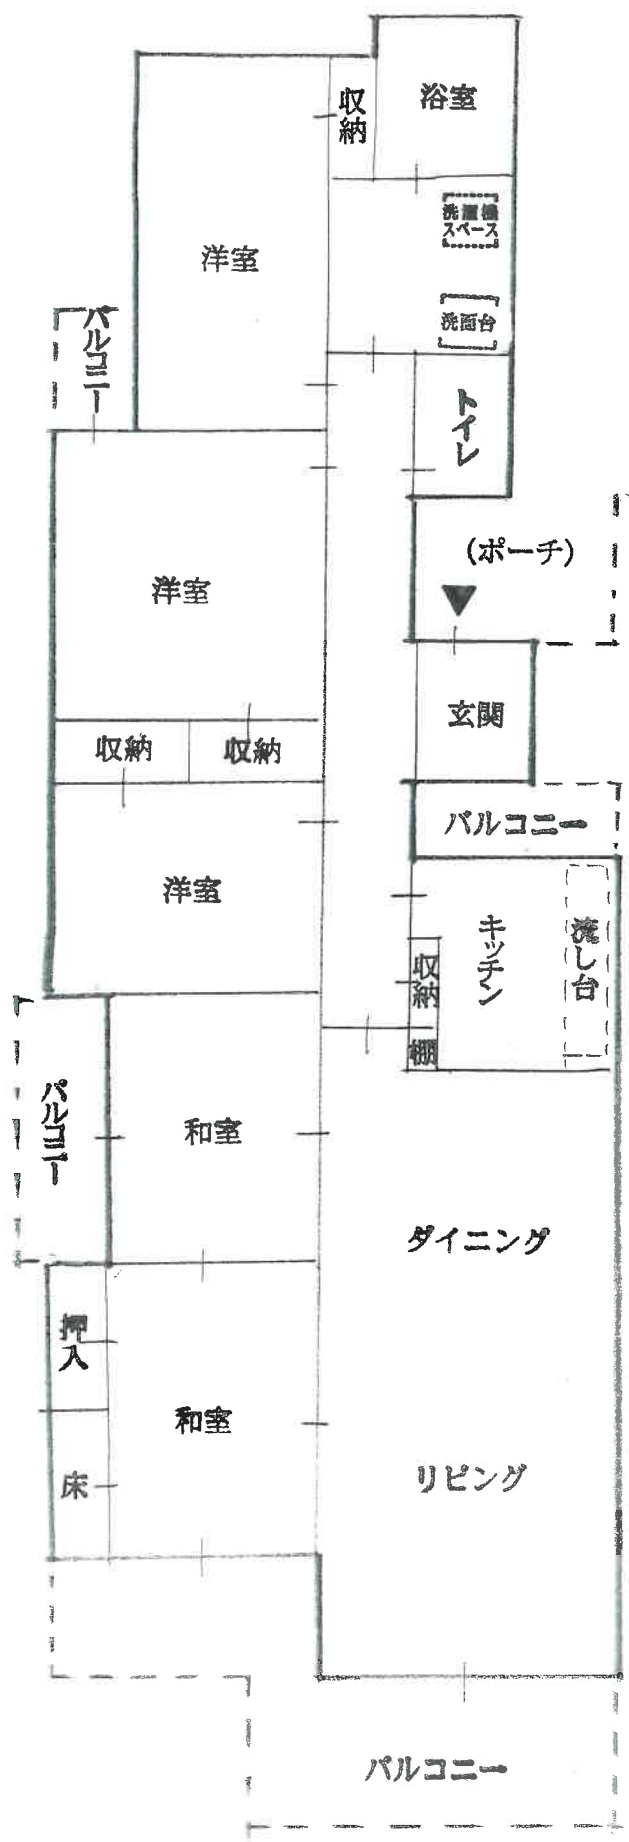 浴室
収納
洗濯機
スペース
洋室
洗面台
バルコニー
トイレ
(ポーチ)
洋室
玄関
収納
収納
バルコニー
洋室
キッチン
流し台
収納
棚
バルコニー
和室
ダイニング
押入
和室
リビング
床
バルコニー